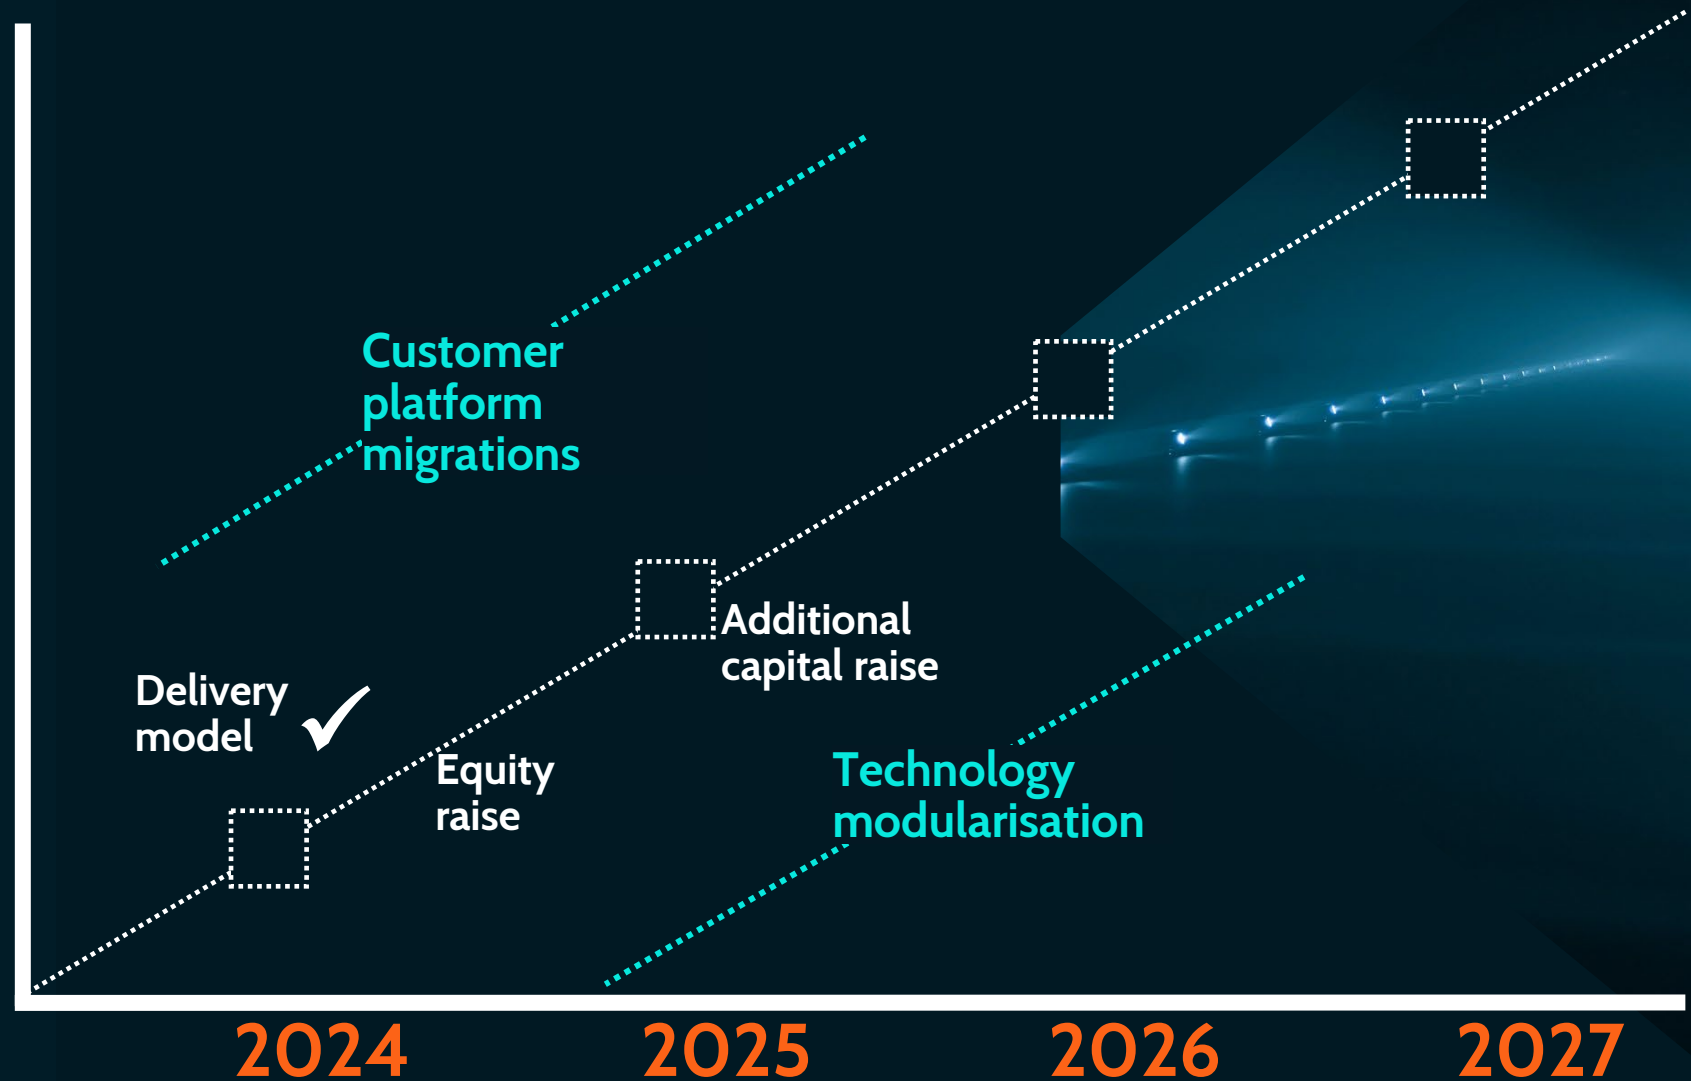 Customer
platform
migrations
Additional
capital raise
Delivery
model
Equity
raise
Technology
modularisation
2024
2025
2026
2027